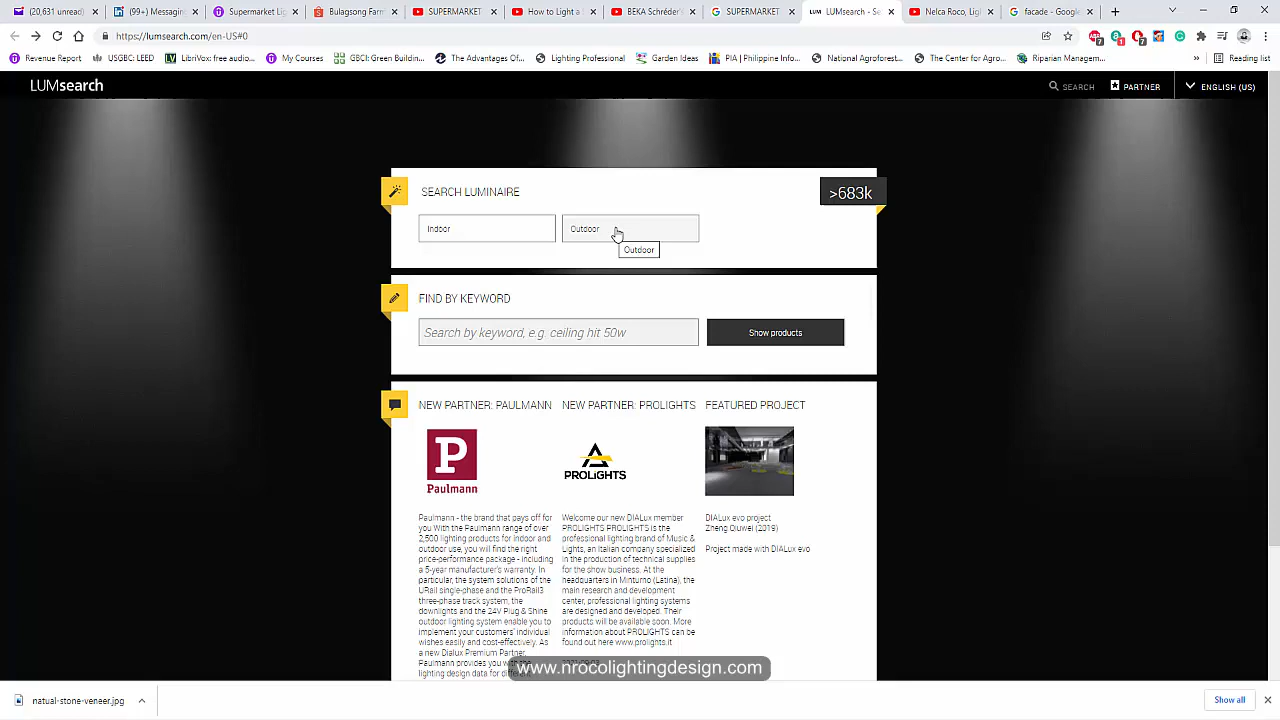 (20,631 unread)
(99+) Messagin
Supermarket Lig
Bulagsong Farm
SUPERMARKET
How to Light a
BEKA Schréder
SUPERMARKET
LUM LUMsearch - Se
Nelca Roco, Lig
facade - Google
https://lumsearch.com/en-US#0
Revenue Report
USGBC: LEED
LibriVox: free audio...
My Courses
GBCI: Green Building...
The Advantages Of...
Lighting Professional
Garden Ideas
PIA | Philippine Info...
National Agroforest...
The Center for Agro...
Riparian Managem...
»
Reading list
LUMsearch
SEARCH
PARTNER
ENGLISH (US)
SEARCH LUMINAIRE
>683k
Indoor
Outdoor
Outdoor
FIND BY KEYWORD
Search by keyword, e.g. ceiling hit 50w
Show products
NEW PARTNER: PAULMANN
NEW PARTNER: PROLIGHTS
FEATURED PROJECT
P
Paulmann
PROLIGHTS
Paulmann - the brand that pays off for
you With the Paulmann range of over
2,500 lighting products for indoor and
outdoor use, you will find the right
price-performance package - including
a 5-year manufacturer's warranty. In
particular, the system solutions of the
URail single-phase and the ProRail3
three-phase track system, the
downlights and the 24V Plug & Shine
outdoor lighting system enable you to
implement your customers' individual
wishes easily and cost-effectively. As
a new Dialux Premium Partner,
Paulmann provides you with the
lighting design data for different
Welcome our new DIALux member
PROLIGHTS PROLIGHTS is the
professional lighting brand of Music &
Lights, an Italian company specialized
in the production of technical supplies
for the show business. At the
headquarters in Minturno (Latina), the
main research and development
center, professional lighting systems
are designed and developed. Their
products will be available soon. More
information about PROLIGHTS can be
found out here www.prolights.it
DIALux evo project
Zheng Qiuwei (2019)
Project made with DIALux evo
www.nrocolightingdesign.com
natual-stone-veneer.jpg
Show all